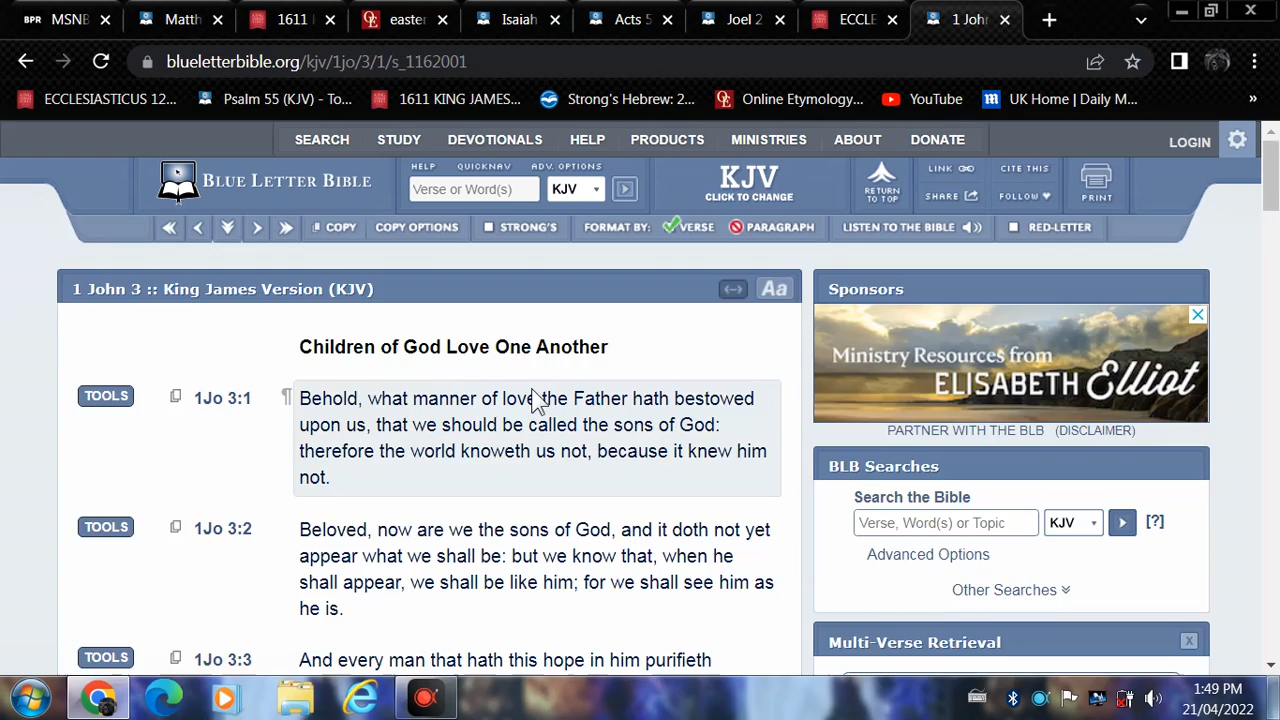 BPR MSNB
Matth
1611
easter
Isaiah
Acts 5
Joel 2
ECCLE
1 Joh
blueletterbible.org/kjv/1jo/3/1/s_1162001
ECCLESIASTICUS 12...
Psalm 55 (KJV) - To...
1611 KING JAMES...
Strong's Hebrew: 2...
Online Etymology...
YouTube
UK Home | Daily M...
»
SEARCH STUDY DEVOTIONALS HELP PRODUCTS MINISTRIES ABOUT DONATE
LOGIN
BLUE LETTER BIBLE
HELP QUICKNAV ADV. OPTIONS
Verse or Word(s)
KJV
KJV
CLICK TO CHANGE
RETURN
TO TOP
LINK
CITE THIS
SHARE
FOLLOW
PRINT
COPY COPY OPTIONS STRONG'S FORMAT BY: VERSE PARAGRAPH LISTEN TO THE BIBLE RED-LETTER
1 John 3 :: King James Version (KJV)
Aa
Children of God Love One Another
TOOLS
1Jo 3:1
¶
Behold, what manner of love the Father hath bestowed
upon us, that we should be called the sons of God:
therefore the world knoweth us not, because it knew him
not.
TOOLS
1Jo 3:2
Beloved, now are we the sons of God, and it doth not yet
appear what we shall be: but we know that, when he
shall appear, we shall be like him; for we shall see him as
he is.
TOOLS
1Jo 3:3
And every man that hath this hope in him purifieth
Sponsors
Ministry Resources from
ELISABETH Elliot
PARTNER WITH THE BLB (DISCLAIMER)
BLB Searches
Search the Bible
Verse, Word(s) or Topic
KJV
[?]
Advanced Options
Other Searches
Multi-Verse Retrieval
x
1:49 PM
21/04/2022